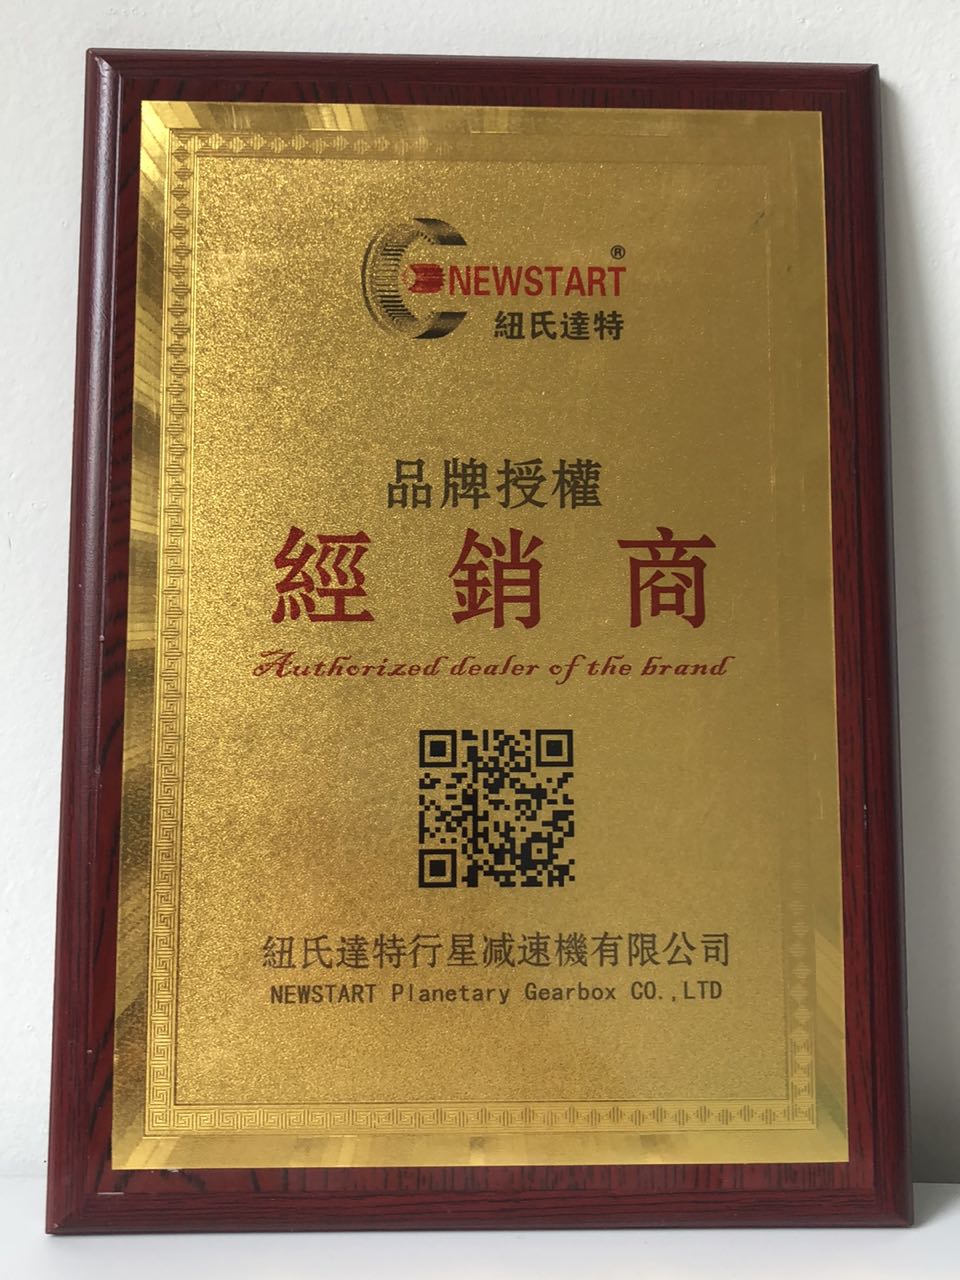 NEWSTART®
紐氏達特
品牌授權
經銷商
Authorized dealer of the brand
紐氏達特行星减速機有限公司
NEWSTART Planetary Gearbox CO.,LTD